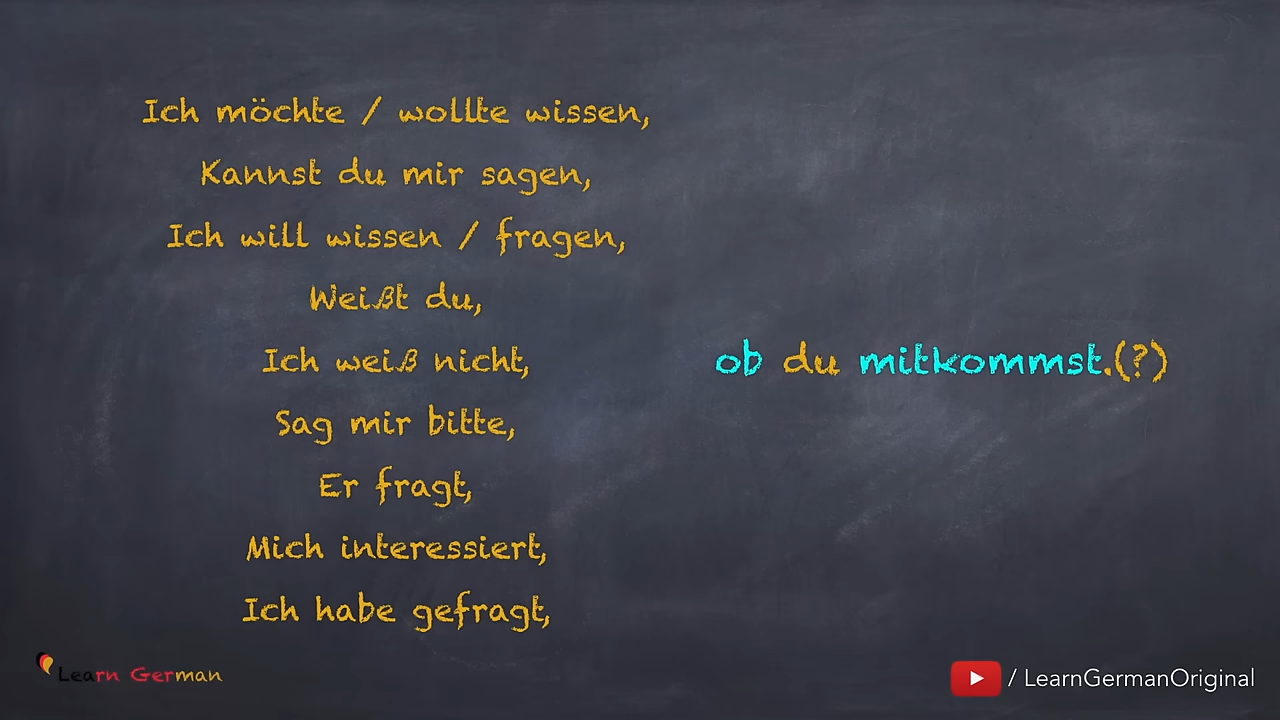 Ich möchte / wollte wissen,
Kannst du mir sagen,
Ich will wissen / fragen,
Weißt du,
Ich weiß nicht,
ob du mitkommst.(?)
Sag mir bitte,
Er fragt,
Mich interessiert,
Ich habe gefragt,
Learn German
/ LearnGermanOriginal